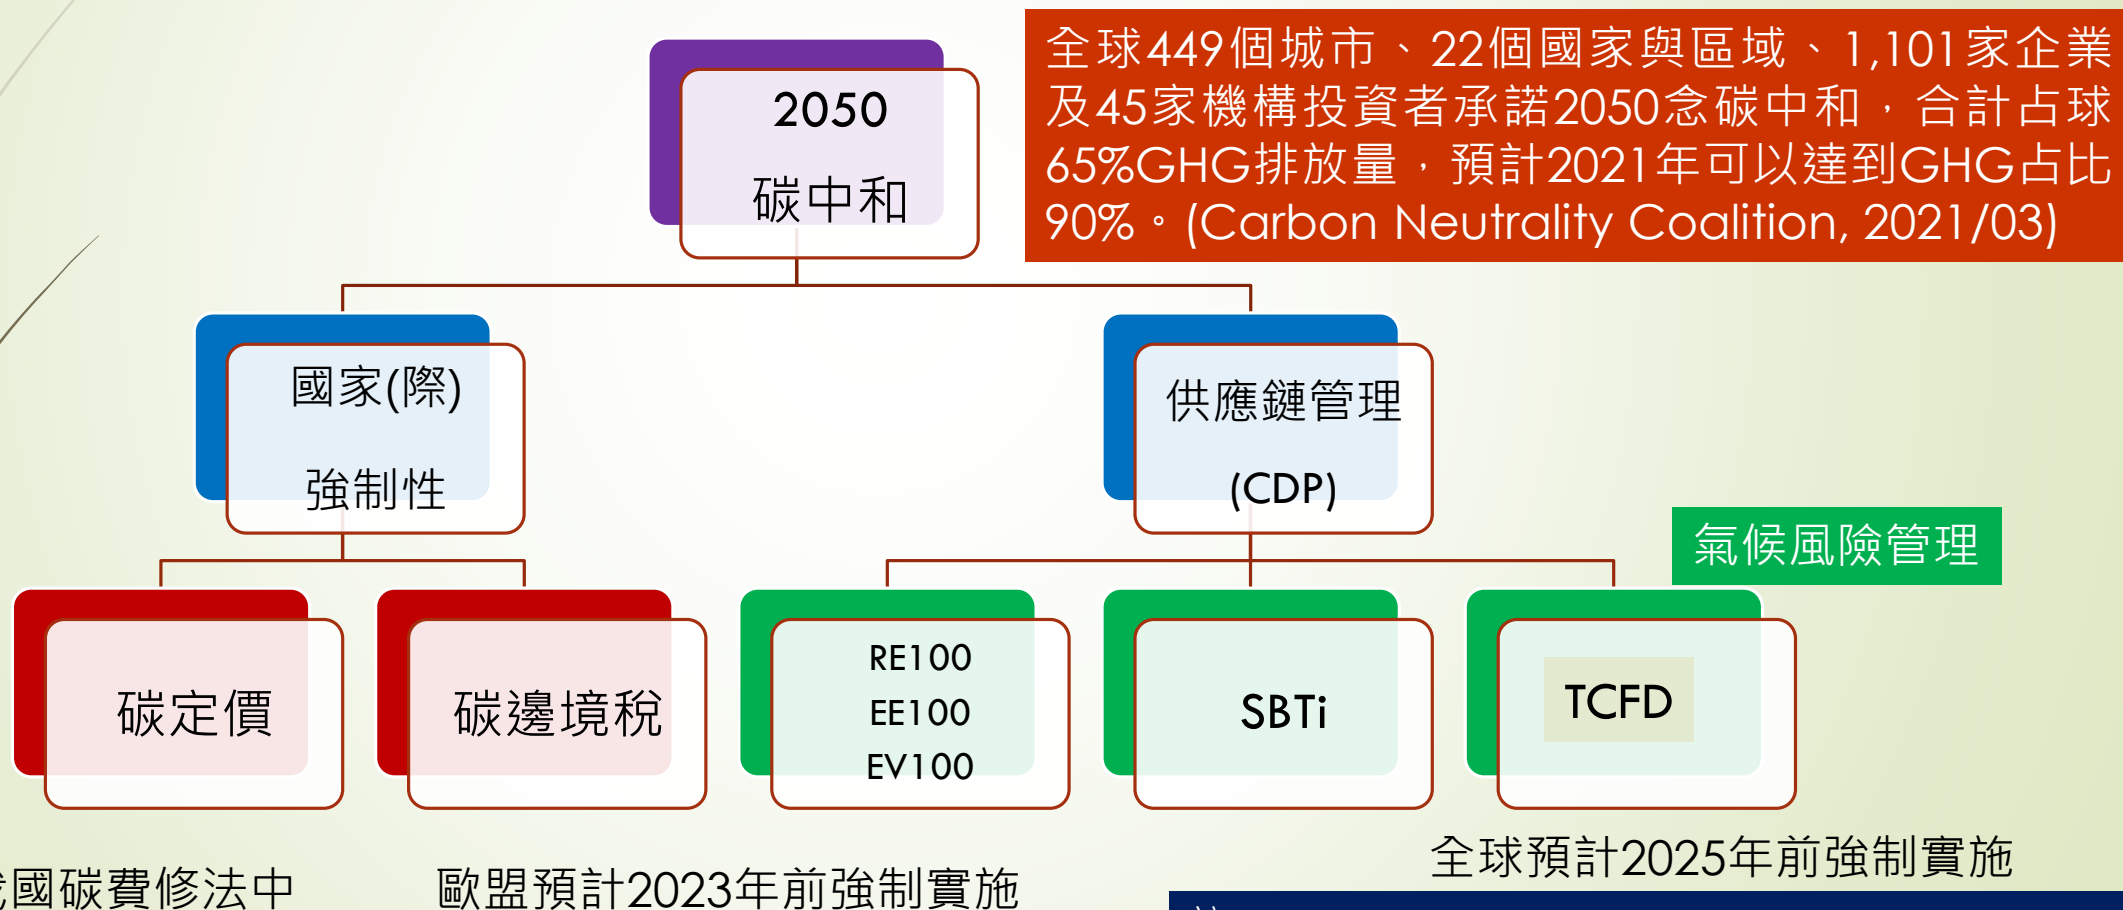 2050
碳中和
全球449個城市、22個國家與區域、1,101家企業
及45家機構投資者承諾2050念碳中和，合計占球
65%GHG排放量，預計2021年可以達到GHG占比
90%。(Carbon Neutrality Coalition, 2021/03)
國家(際)
強制性
供應鏈管理
(CDP)
氣候風險管理
碳定價
碳邊境稅
RE100
EE100
EV100
SBTi
TCFD
國碳費修法中
歐盟預計2023年前強制實施
全球預計2025年前強制實施